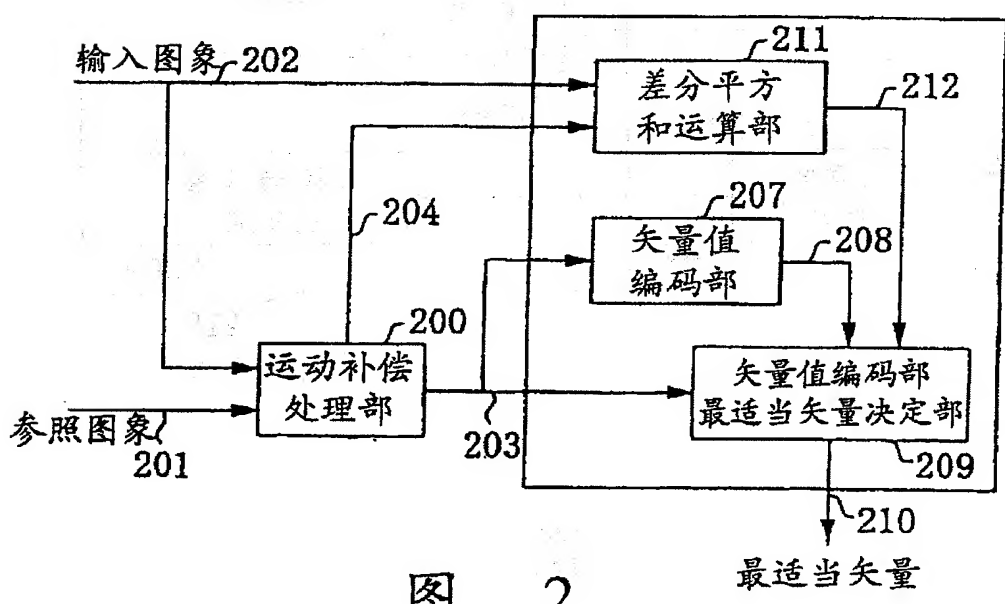 输入图象
202
211
差分平方
和运算部
212
204
207
矢量值
编码部
208
200
运动补偿
处理部
矢量值编码部
最适当矢量决定部
参照图象
201
203
209
210
最适当矢量
图 2